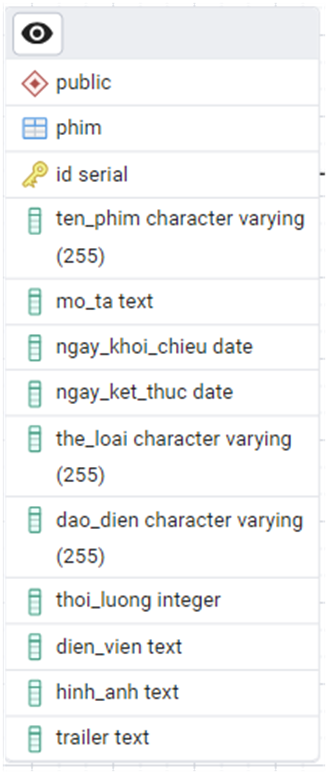 public
phim
id serial
ten_phim character varying
(255)
mo_ta text
ngay_khoi_chieu date
ngay_ket_thuc date
the_loai character varying
(255)
dao_dien character varying
(255)
thoi_luong integer
dien_vien text
hinh_anh text
trailer text